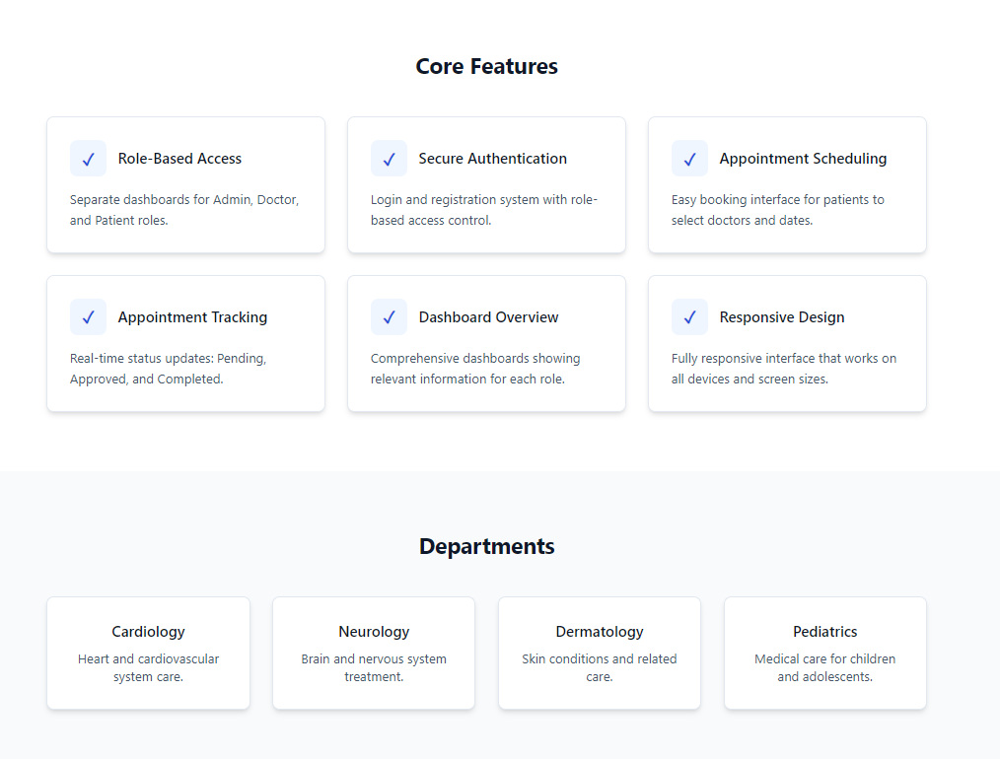 Core Features
Role-Based Access
Separate dashboards for Admin, Doctor,
and Patient roles.
Secure Authentication
Login and registration system with role-
based access control.
Appointment Scheduling
Easy booking interface for patients to
select doctors and dates.
Appointment Tracking
Real-time status updates: Pending,
Approved, and Completed.
Dashboard Overview
Comprehensive dashboards showing
relevant information for each role.
Responsive Design
Fully responsive interface that works on
all devices and screen sizes.
Departments
Cardiology
Heart and cardiovascular
system care.
Neurology
Brain and nervous system
treatment.
Dermatology
Skin conditions and related
care.
Pediatrics
Medical care for children
and adolescents.